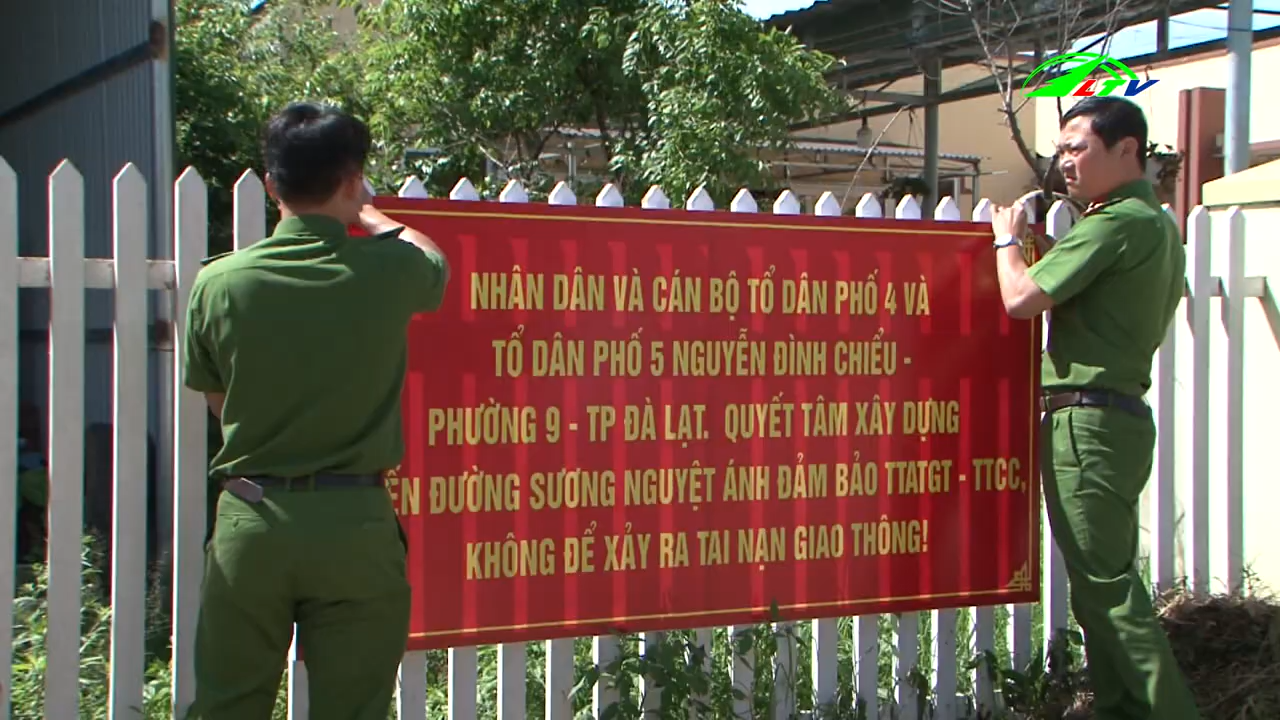 LTV
NHÂN DÂN VÀ CÁN BỘ TỔ DÂN PHỐ 4 VÀ
TỔ DÂN PHỐ 5 NGUYỄN ĐÌNH CHIỂU -
PHƯỜNG 9 - TP ĐÀ LẠT. QUYẾT TÂM XÂY DỰNG
ĐƯỜNG SƯƠNG NGUYỆT ÁNH ĐẢM BẢO TTATGT - TTCC,
KHÔNG ĐỂ XẢY RA TAI NẠN GIAO THÔNG!